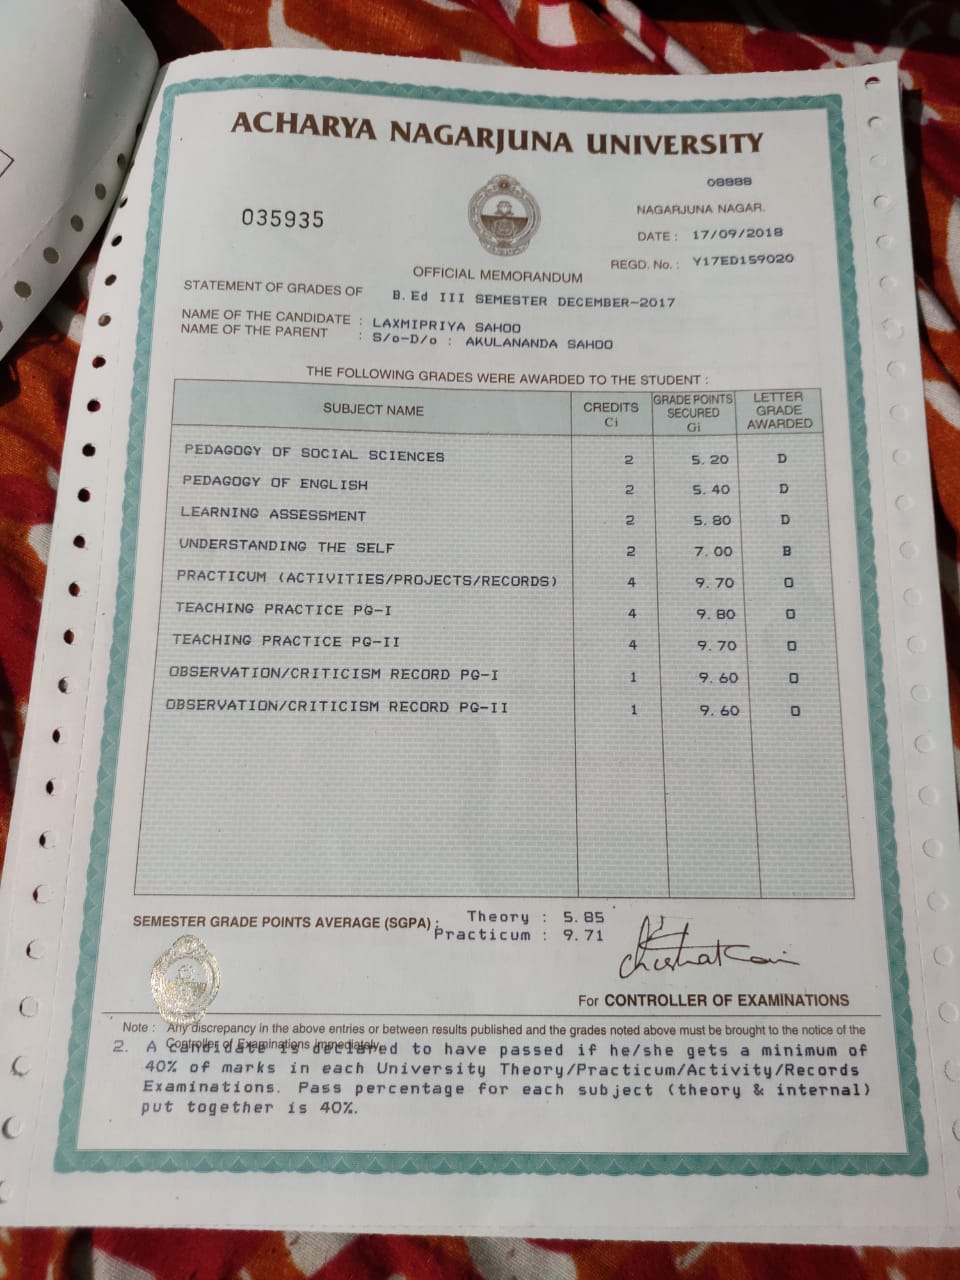 ACHARYA NAGARJUNA UNIVERSITY
08888
035935
NAGARJUNA NAGAR.
DATE : 17/09/2018
REGD. No. : Y17ED159020
OFFICIAL MEMORANDUM
STATEMENT OF GRADES OF B.Ed III SEMESTER DECEMBER-2017
NAME OF THE CANDIDATE : LAXMIPRIYA SAHOO
NAME OF THE PARENT : S/o-D/o : AKULANANDA SAHOO
THE FOLLOWING GRADES WERE AWARDED TO THE STUDENT :
SUBJECT NAME CREDITS Ci GRADE POINTS SECURED Gi LETTER GRADE AWARDED
PEDAGOGY OF SOCIAL SCIENCES 2 5.20 D
PEDAGOGY OF ENGLISH 2 5.40 D
LEARNING ASSESSMENT 2 5.80 D
UNDERSTANDING THE SELF 2 7.00 B
PRACTICUM (ACTIVITIES/PROJECTS/RECORDS) 4 9.70 O
TEACHING PRACTICE PG-I 4 9.80 O
TEACHING PRACTICE PG-II 4 9.70 O
OBSERVATION/CRITICISM RECORD PG-I 1 9.60 O
OBSERVATION/CRITICISM RECORD PG-II 1 9.60 O
SEMESTER GRADE POINTS AVERAGE (SGPA) : Theory : 5.85
Practicum : 9.71
For CONTROLLER OF EXAMINATIONS
Note : Any discrepancy in the above entries or between results published and the grades noted above must be brought to the notice of the
Controller of Examinations immediately.
2. A candidate is declared to have passed if he/she gets a minimum of
40% of marks in each University Theory/Practicum/Activity/Records
Examinations. Pass percentage for each subject (theory & internal)
put together is 40%.